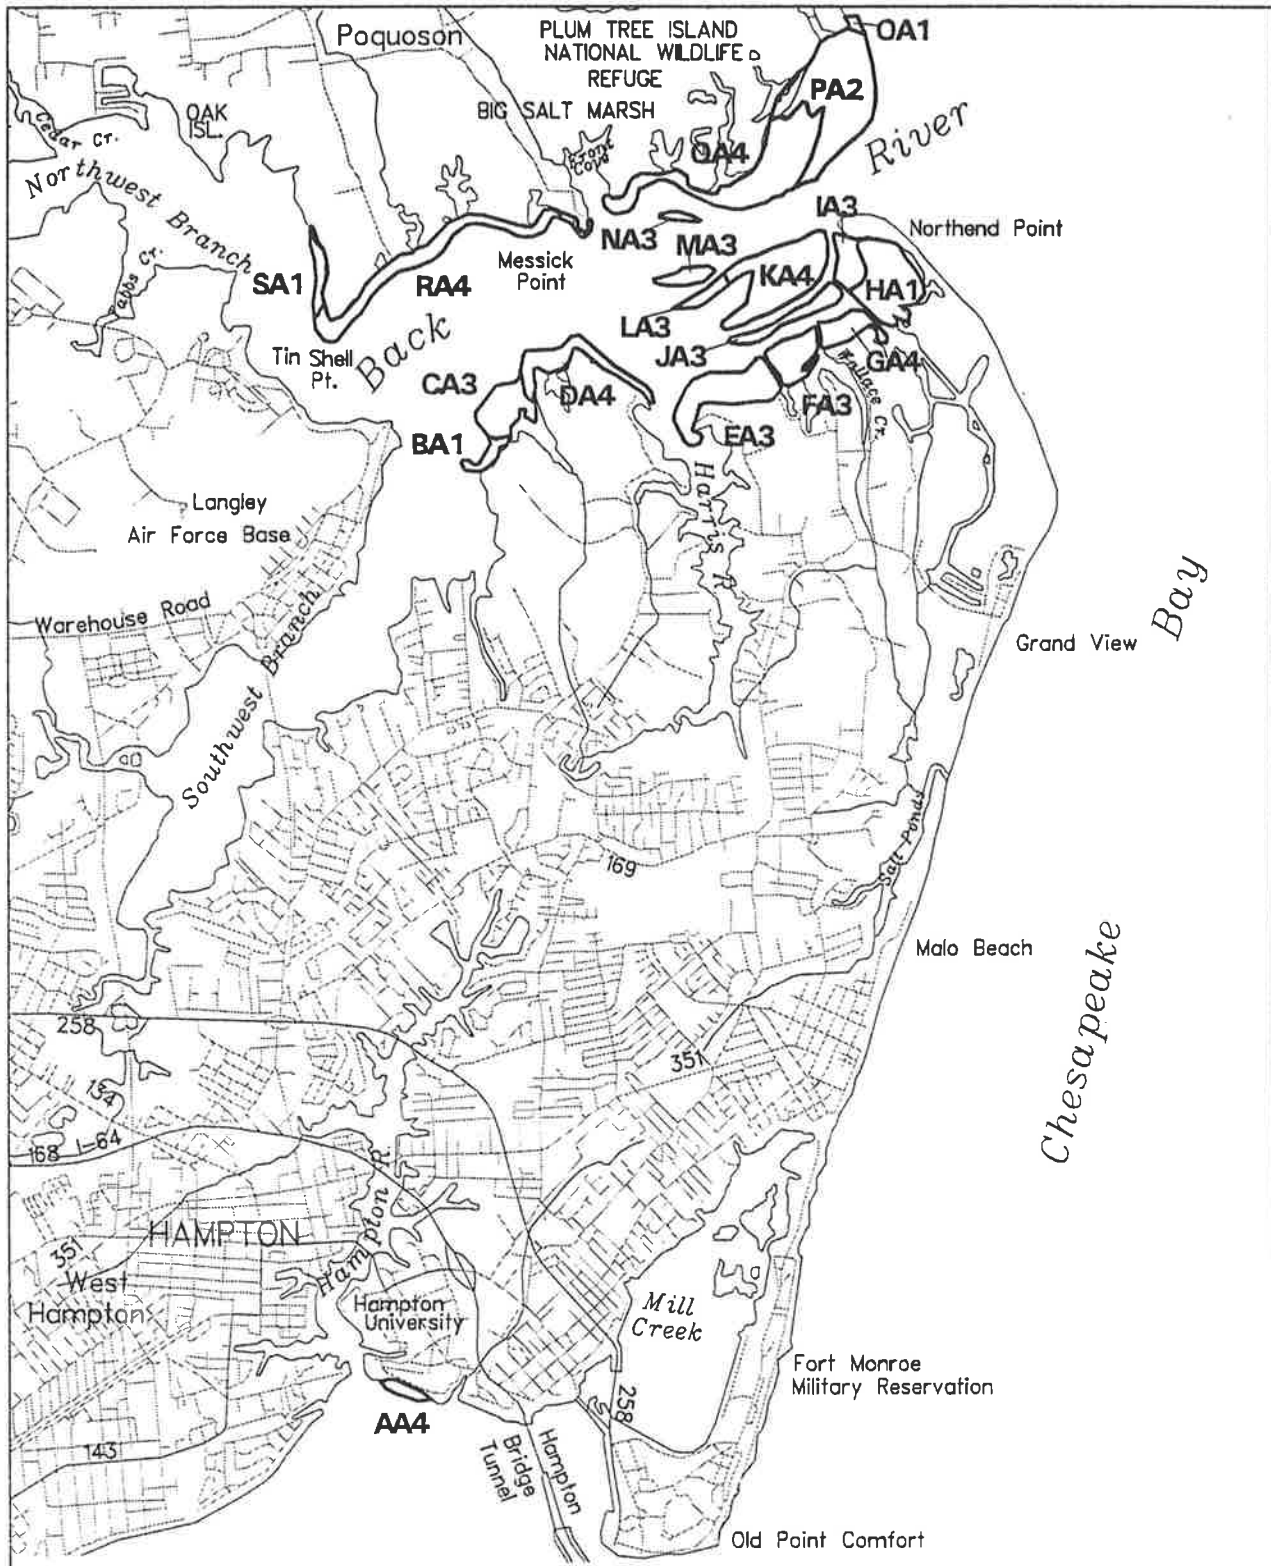 Poquoson
PLUM TREE ISLAND
NATIONAL WILDLIFE
REFUGE
BIG SALT MARSH
OA1
PA2
OAK
ISL.
Cedar Cr.
Northwest Branch
Front
Cove
QA4
River
IA3
NA3
MA3
Northend Point
Tabbs Cr.
SA1
RA4
Messick
Point
KA4
HA1
LA3
JA3
Tin Shell
Pt.
Back
CA3
DA4
GA4
Wallace Cr.
FA3
BA1
EA3
Harris R
Langley
Air Force Base
Warehouse Road
Southwest Branch
Grand View
Bay
Salt Ponds
169
Malo Beach
Chesapeake
258
351
134
I-64
168
HAMPTON
Hampton R
351
West
Hampton
Hampton
University
Mill
Creek
Fort Monroe
Military Reservation
258
AA4
143
Hampton
Bridge
Tunnel
Old Point Comfort